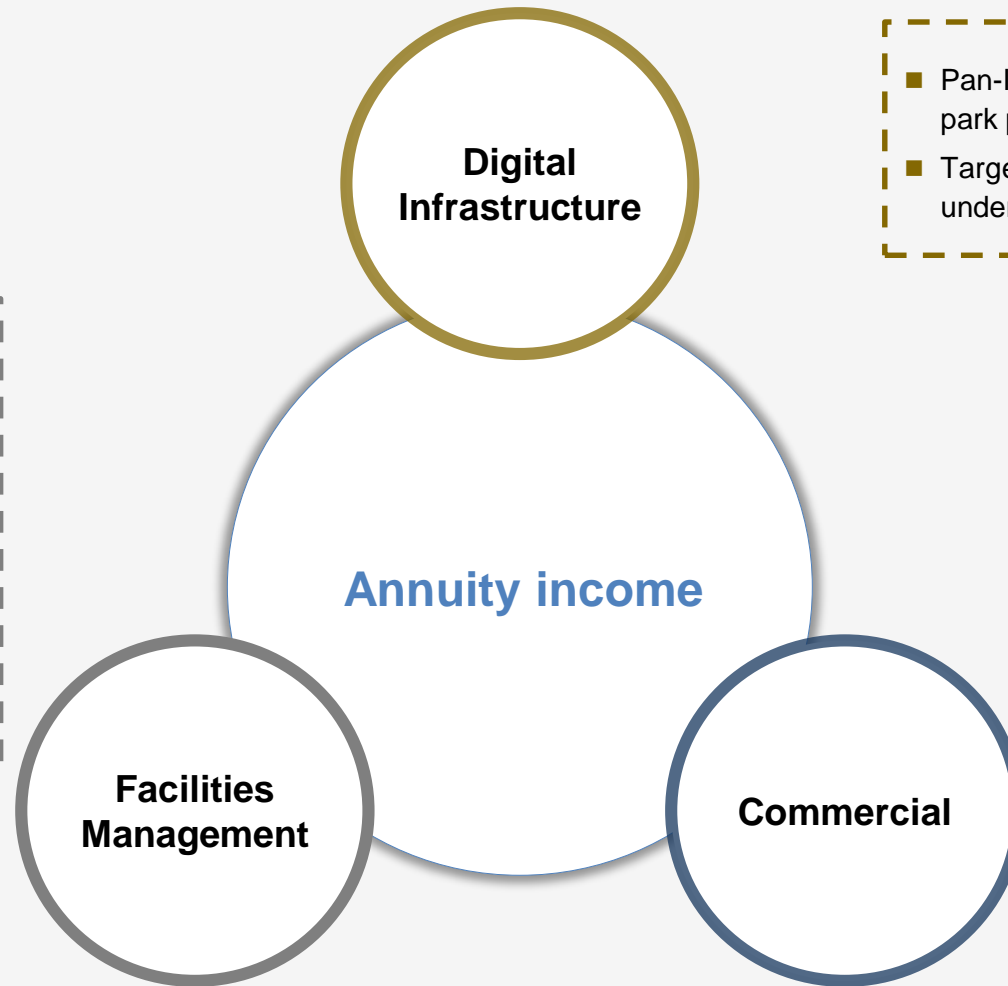 Digital
Infrastructure
park
Annuity income
Facilities
Management
Commercial